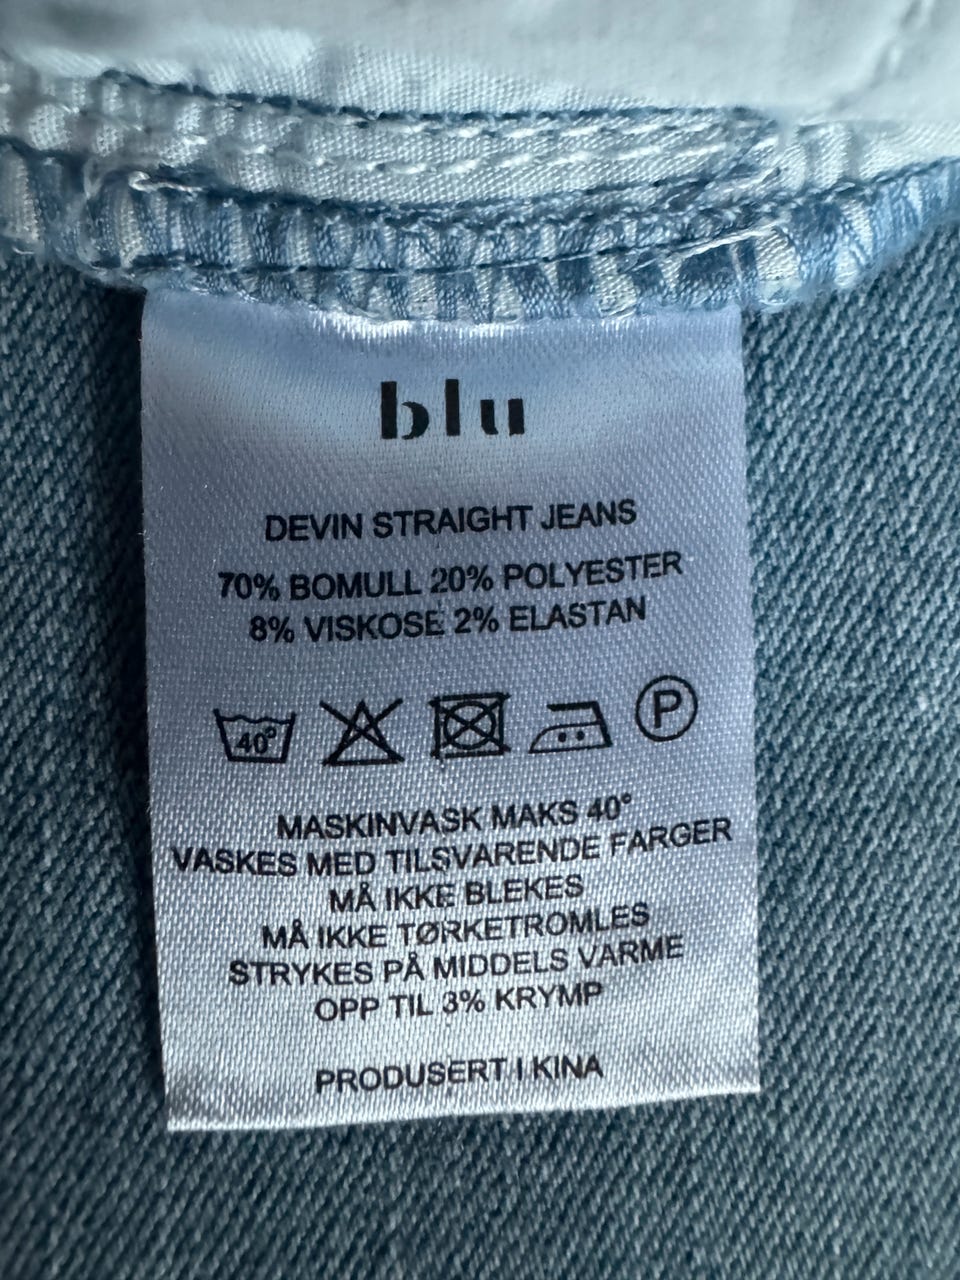 blu
DEVIN STRAIGHT JEANS
70% BOMULL 20% POLYESTER
8% VISKOSE 2% ELASTAN
40° P
MASKINVASK MAKS 40°
VASKES MED TILSVARENDE FARGER
MÅ IKKE BLEKES
MÅ IKKE TØRKETROMLES
STRYKES PÅ MIDDELS VARME
OPP TIL 3% KRYMP
PRODUSERT I KINA